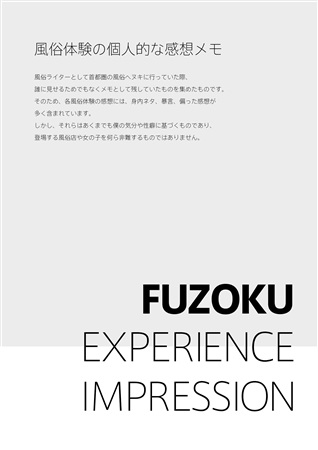 風俗体験の個人的な感想メモ
風俗ライターとして首都圏の風俗へヌキに行っていた際、
誰に見せるためでもなくメモとして残していたものを集めたものです。
そのため、各風俗体験の感想には、身内ネタ、暴言、偏った感想が
多く含まれています。
しかし、それらはあくまでも僕の気分や性癖に基づくものであり、
登場する風俗店や女の子を何ら非難するものではありません。
FUZOKU
EXPERIENCE
IMPRESSION